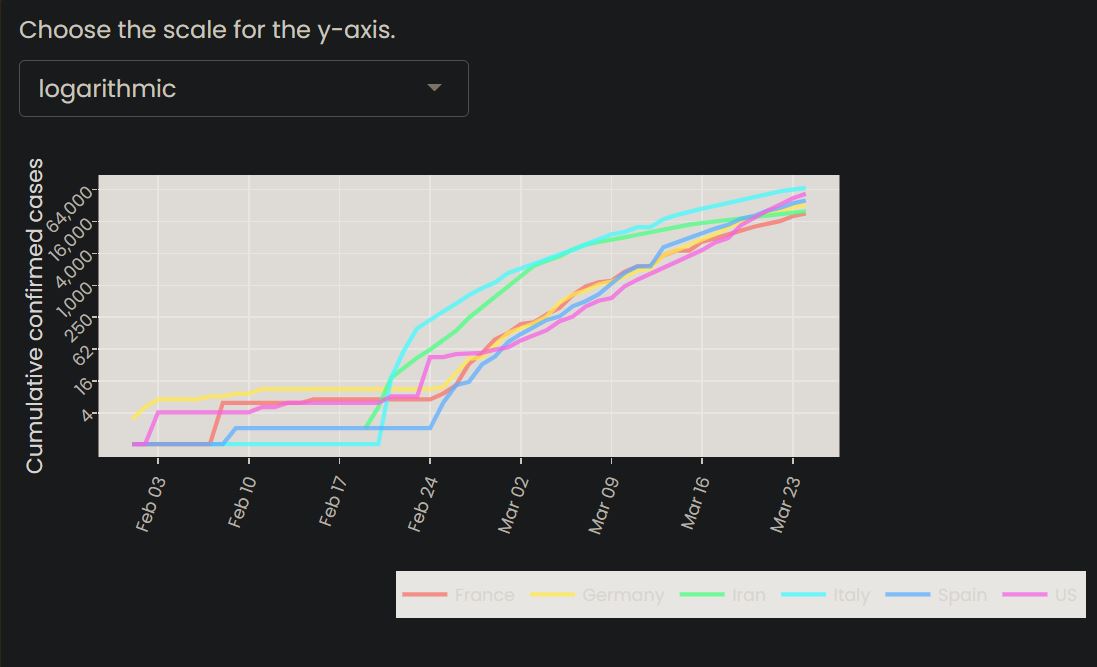 Choose the scale for the y-axis.
logarithmic
Cumulative confirmed cases
64,000
16,000
4,000
1,000
250
62
16
4
Feb 03
Feb 10
Feb 17
Feb 24
Mar 02
Mar 09
Mar 16
Mar 23
France Germany Iran Italy Spain US